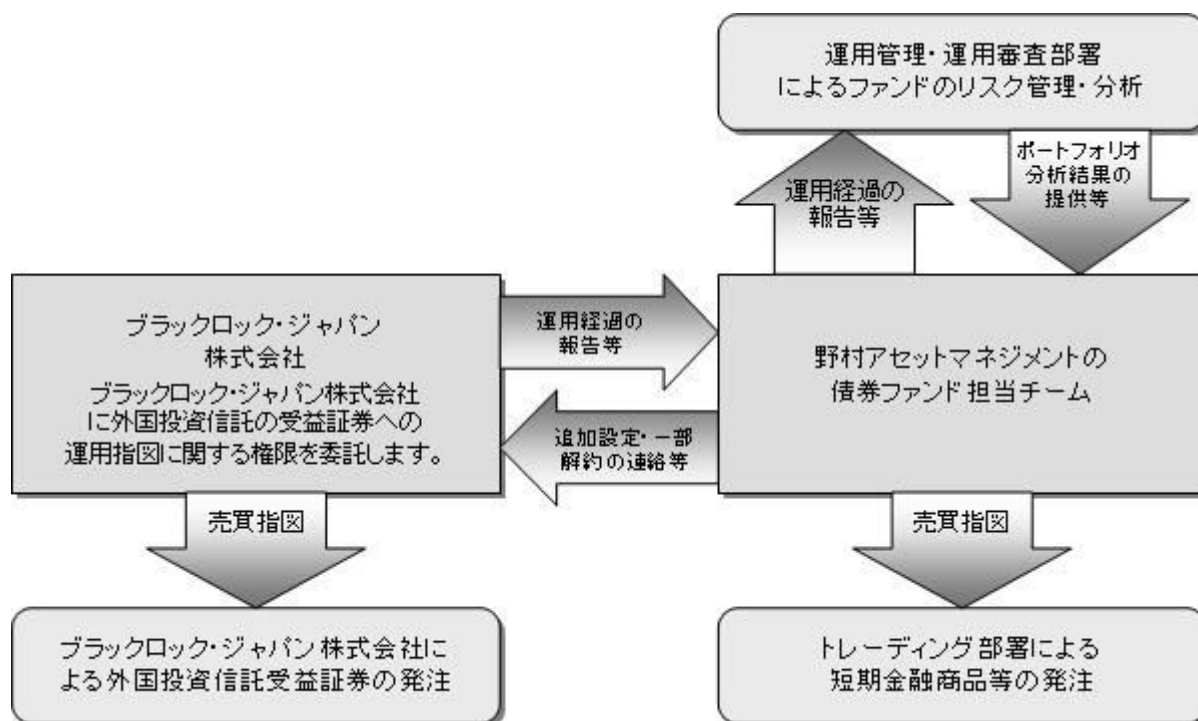 運用管理・運用審査部署
によるファンドのリスク管理・分析
運用経過の
報告等
ポートフォリオ
分析結果の
提供等
ブラックロック・ジャパン
株式会社
ブラックロック・ジャパン株式会社
に外国投資信託の受益証券への
運用指図に関する権限を委託します。
運用経過の
報告等
追加設定・一部
解約の連絡等
野村アセットマネジメントの
債券ファンド担当チーム
売買指図
売買指図
ブラックロック・ジャパン株式会社に
よる外国投資信託受益証券の発注
トレーディング部署による
短期金融商品等の発注